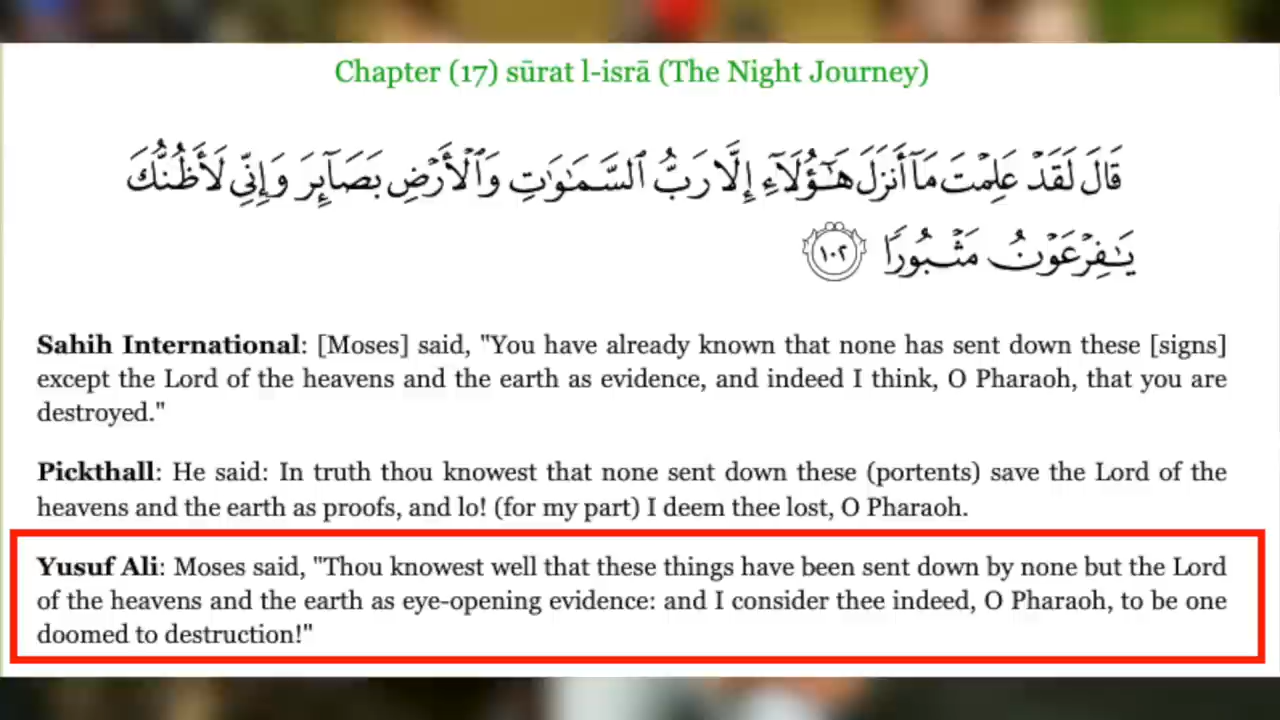 Chapter (17) sūrat l-isrā (The Night Journey)
قَالَ لَقَدْ عَلِمْتَ مَآ أَنزَلَ هَـٰٓؤُلَآءِ إِلَّا رَبُّ ٱلسَّمَـٰوَٰتِ وَٱلْأَرْضِ بَصَآئِرَ وَإِنِّى لَأَظُنُّكَ
يَـٰفِرْعَوْنُ مَثْبُورًا ١٠٢
Sahih International: [Moses] said, "You have already known that none has sent down these [signs]
except the Lord of the heavens and the earth as evidence, and indeed I think, O Pharaoh, that you are
destroyed."
Pickthall: He said: In truth thou knowest that none sent down these (portents) save the Lord of the
heavens and the earth as proofs, and lo! (for my part) I deem thee lost, O Pharaoh.
Yusuf Ali: Moses said, "Thou knowest well that these things have been sent down by none but the Lord
of the heavens and the earth as eye-opening evidence: and I consider thee indeed, O Pharaoh, to be one
doomed to destruction!"